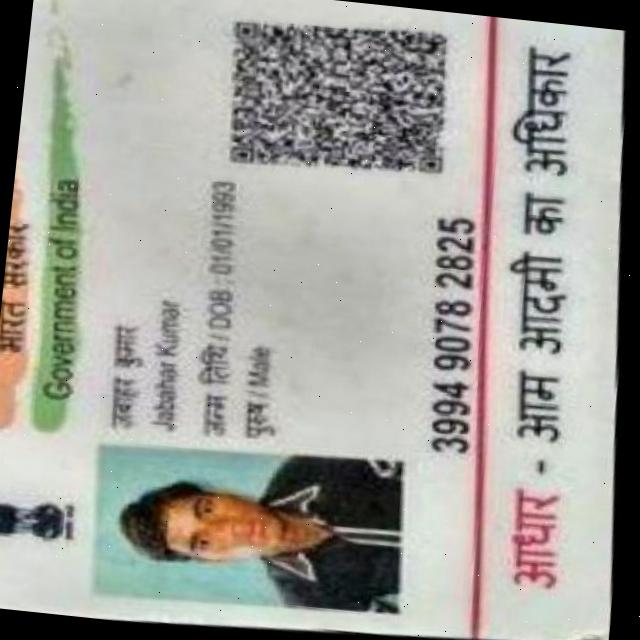 भारत सरकार
Government of India
जवाहर कुमार
Jabahar Kumar
जन्म तिथि / DOB : 01/01/1993
पुरुष / Male
3994 9078 2825
आधार - आम आदमी का अधिकार